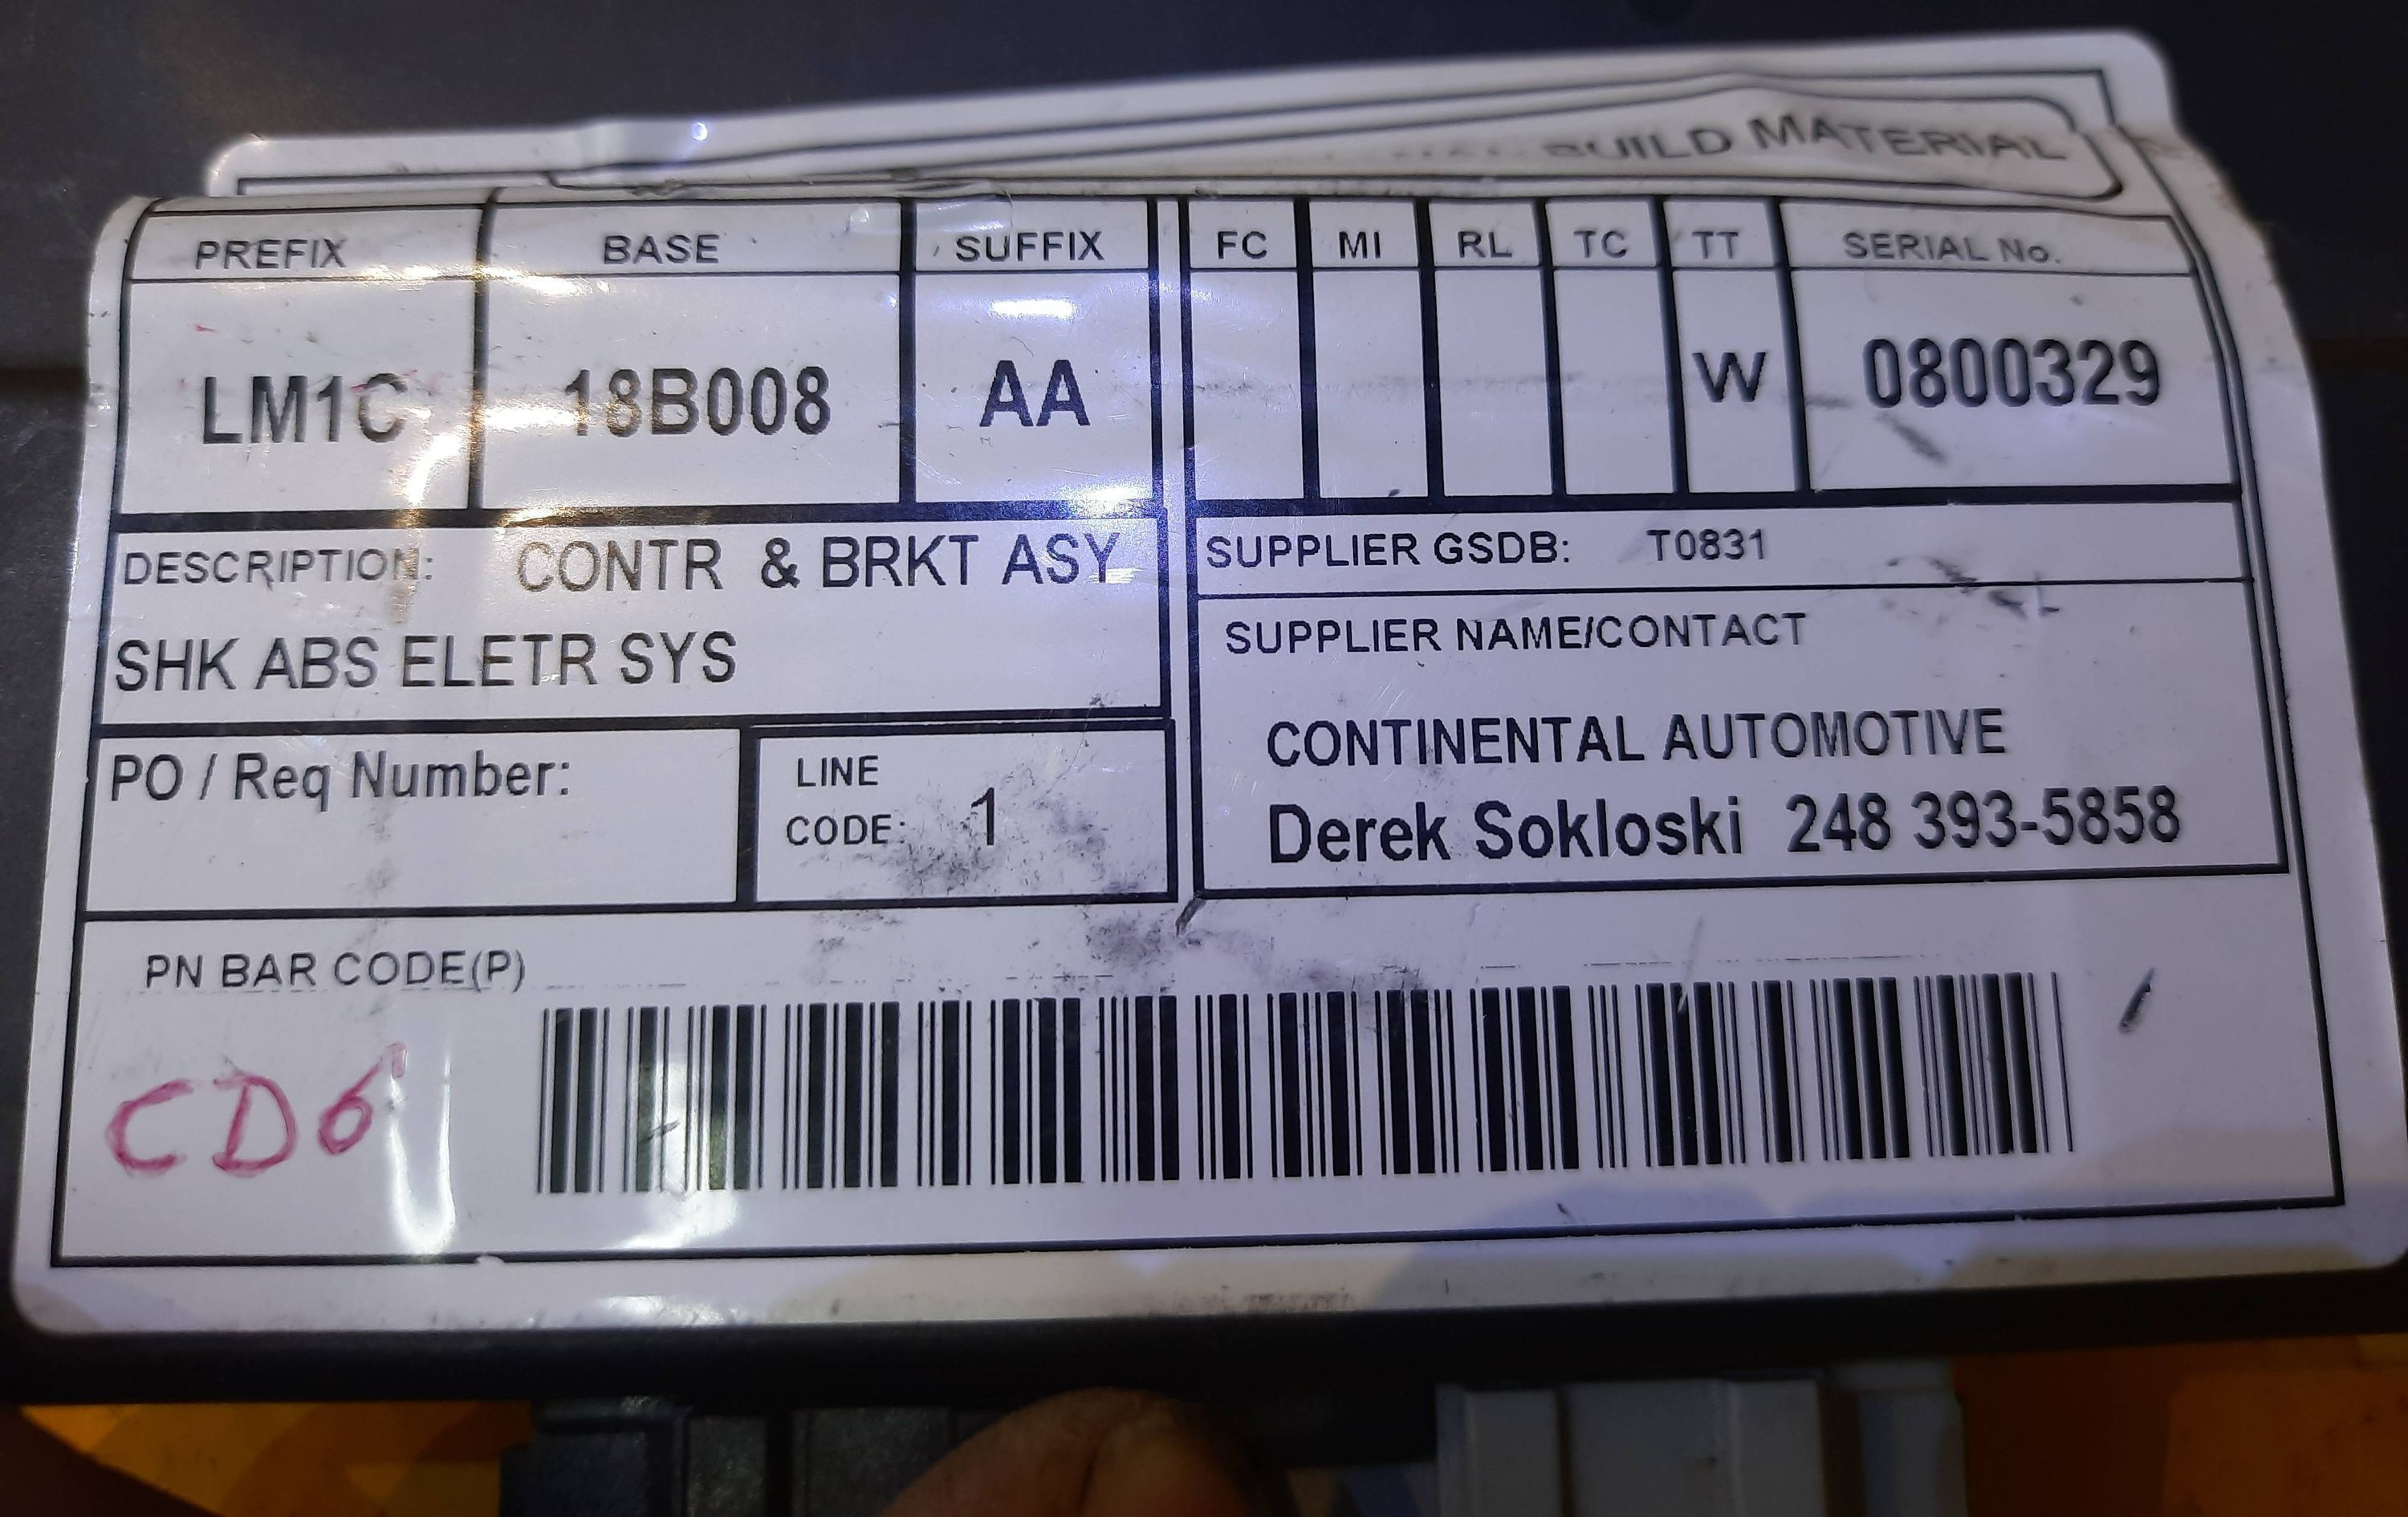 BUILD MATERIAL
PREFIX BASE SUFFIX FC MI RL TC TT SERIAL No.
LM1C 18B008 AA W 0800329
DESCRIPTION: CONTR & BRKT ASY
SHK ABS ELETR SYS
SUPPLIER GSDB: T0831
SUPPLIER NAME/CONTACT
CONTINENTAL AUTOMOTIVE
Derek Sokloski 248 393-5858
PO / Req Number:
LINE
CODE: 1
PN BAR CODE(P)
CD6